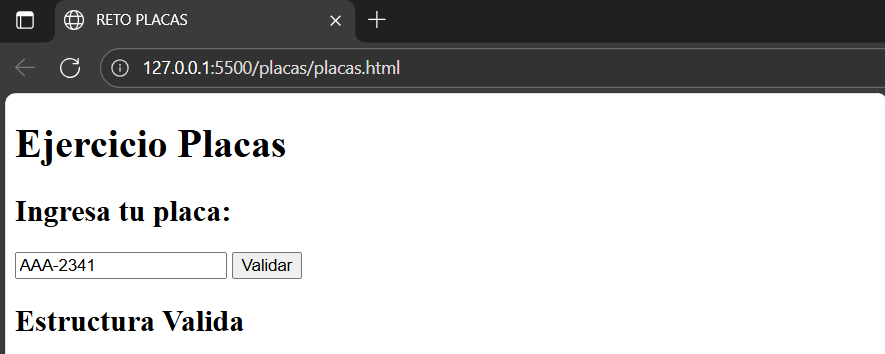 RETO PLACAS
127.0.0.1:5500/placas/placas.html
Ejercicio Placas
Ingresa tu placa:
AAA-2341 Validar
Estructura Valida